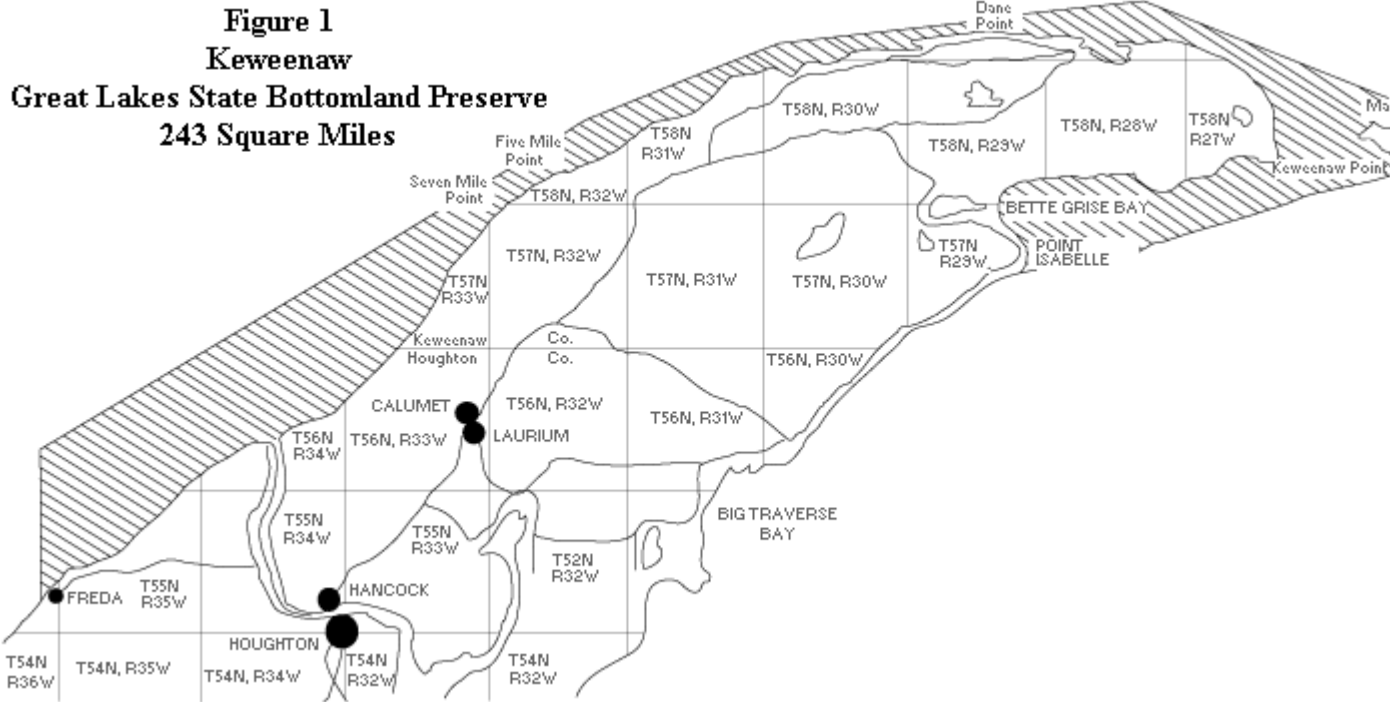 Figure 1
Keweenaw
Great Lakes State Bottomland Preserve
243 Square Miles
Dane
Point
Five Mile
Point
Seven Mile
Point
T58N
R31W
T58N, R30W
T58N, R29W
T58N, R28W
T58N
R27W
Ma
Keweenaw Point
T58N, R32W
BETTE GRISE BAY
T57N
R29W
POINT
ISABELLE
T57N, R32W
T57N
R33W
T57N, R31W
T57N, R30W
Keweenaw Co.
Houghton Co.
T56N, R30W
CALUMET
LAURIUM
T56N, R32W
T56N, R31W
T56N
R34W
T56N, R33W
T55N
R34W
T55N
R33W
BIG TRAVERSE
BAY
T52N
R32W
FREDA
T55N
R35W
HANCOCK
HOUGHTON
T54N
R36W
T54N, R35W
T54N, R34W
T54N
R32W
T54N
R32W